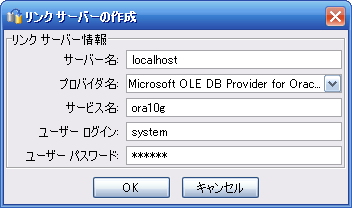 リンク サーバーの作成
リンク サーバー情報
サーバー名: localhost
プロバイダ名: Microsoft OLE DB Provider for Orac...
サービス名: ora10g
ユーザー ログイン: system
ユーザー パスワード: ******
OK キャンセル